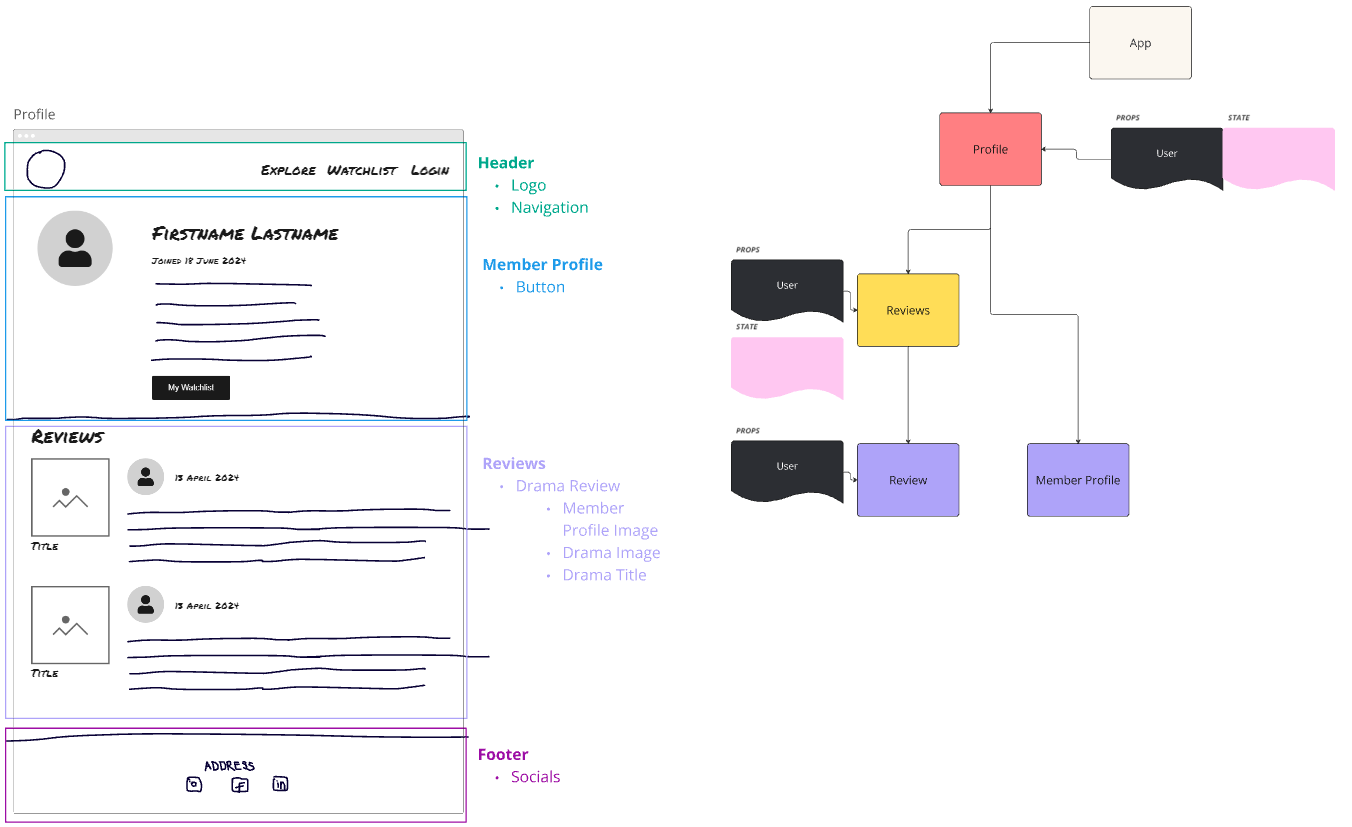 Profile
EXPLORE WATCHLIST LOGIN
Header
• Logo
• Navigation
FIRSTNAME LASTNAME
JOINED 18 JUNE 2024
My Watchlist
Member Profile
• Button
REVIEWS
13 APRIL 2024
TITLE
13 APRIL 2024
TITLE
Reviews
• Drama Review
• Member
Profile Image
• Drama Image
• Drama Title
ADDRESS
f in
Footer
• Socials
App
Profile
PROPS STATE
User
PROPS
User
STATE
Reviews
PROPS
User
Review
Member Profile